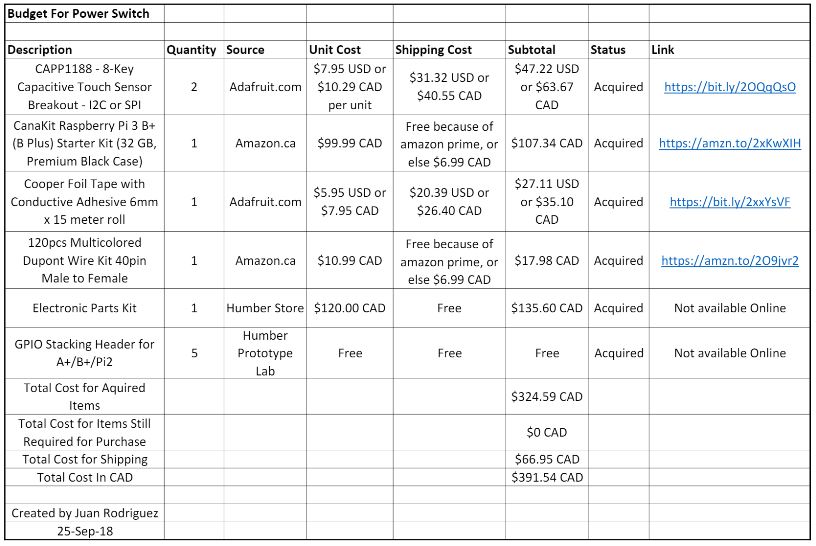 Budget For Power Switch
Description Quantity Source Unit Cost Shipping Cost Subtotal Status Link
CAPP1188 - 8-Key
Capacitive Touch Sensor
Breakout - I2C or SPI
2
Adafruit.com
$7.95 USD or
$10.29 CAD
per unit
$31.32 USD or
$40.55 CAD
$47.22 USD
or $63.67
CAD
Acquired
https://bit.ly/2OQqQsO
CanaKit Raspberry Pi 3 B+
(B Plus) Starter Kit (32 GB,
Premium Black Case)
1
Amazon.ca
$99.99 CAD
Free because of
amazon prime, or
else $6.99 CAD
$107.34 CAD
Acquired
https://amzn.to/2xKwXIH
Cooper Foil Tape with
Conductive Adhesive 6mm
x 15 meter roll
1
Adafruit.com
$5.95 USD or
$7.95 CAD
$20.39 USD or
$26.40 CAD
$27.11 USD
or $35.10
CAD
Acquired
https://bit.ly/2xxYsVF
120pcs Multicolored
Dupont Wire Kit 40pin
Male to Female
1
Amazon.ca
$10.99 CAD
Free because of
amazon prime, or
else $6.99 CAD
$17.98 CAD
Acquired
https://amzn.to/2O9jvr2
Electronic Parts Kit
1
Humber Store
$120.00 CAD
Free
$135.60 CAD
Acquired
Not available Online
GPIO Stacking Header for
A+/B+/Pi2
5
Humber
Prototype
Lab
Free
Free
Free
Acquired
Not available Online
Total Cost for Aquired
Items
$324.59 CAD
Total Cost for Items Still
Required for Purchase
$0 CAD
Total Cost for Shipping
$66.95 CAD
Total Cost In CAD
$391.54 CAD
Created by Juan Rodriguez
25-Sep-18